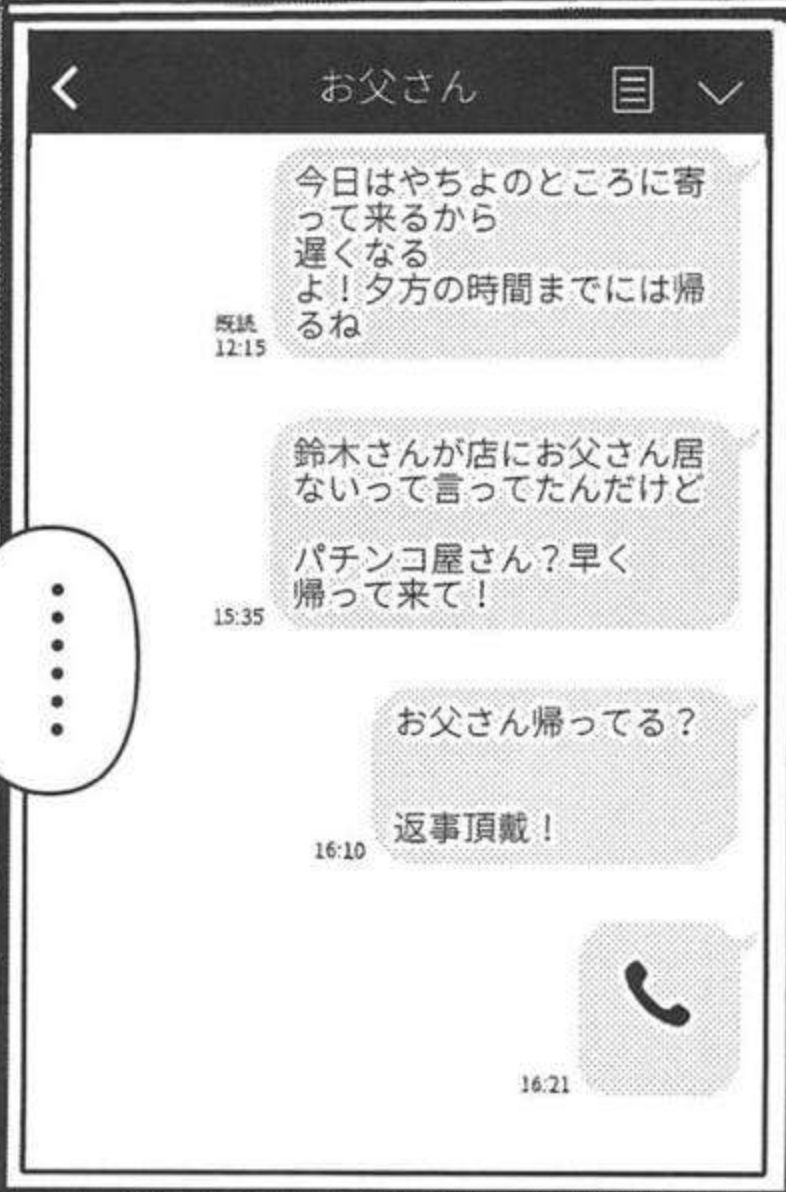 お父さん
今日はやちよのところに寄
って来るから
遅くなる
よ！夕方の時間までには帰
るね
既読
12:15
鈴木さんが店にお父さん居
ないって言ってたんだけど
パチンコ屋さん？早く
帰って来て！
15:35
お父さん帰ってる？
返事頂戴！
16:10
16:21
……